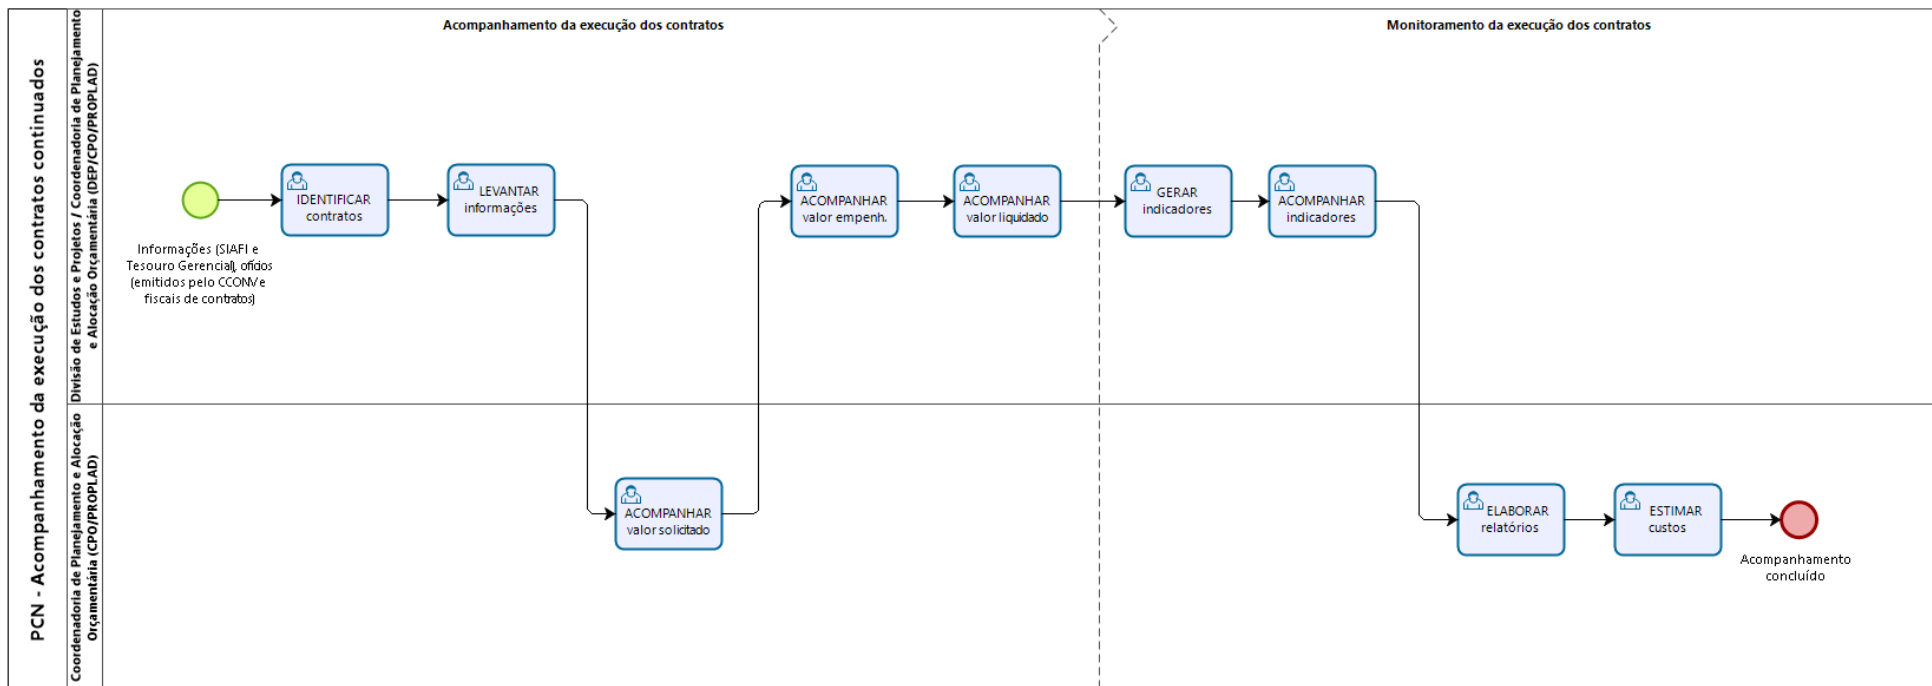 PCN - Acompanhamento da execução dos contratos continuados
Divisão de Estudos e Projetos / Coordenadoria de Planejamento
e Alocação Orçamentária (DEP/CPO/PROPLAD)
Acompanhamento da execução dos contratos
Monitoramento da execução dos contratos
Informações (SIAFI e
Tesouro Gerencial), ofícios
(emitidos pelo CCONV e
fiscais de contratos)
IDENTIFICAR
contratos
LEVANTAR
informações
ACOMPANHAR
valor empenh.
ACOMPANHAR
valor liquidado
GERAR
indicadores
ACOMPANHAR
indicadores
Coordenadoria de Planejamento e Alocação
Orçamentária (CPO/PROPLAD)
ACOMPANHAR
valor solicitado
ELABORAR
relatórios
ESTIMAR
custos
Acompanhamento
concluído